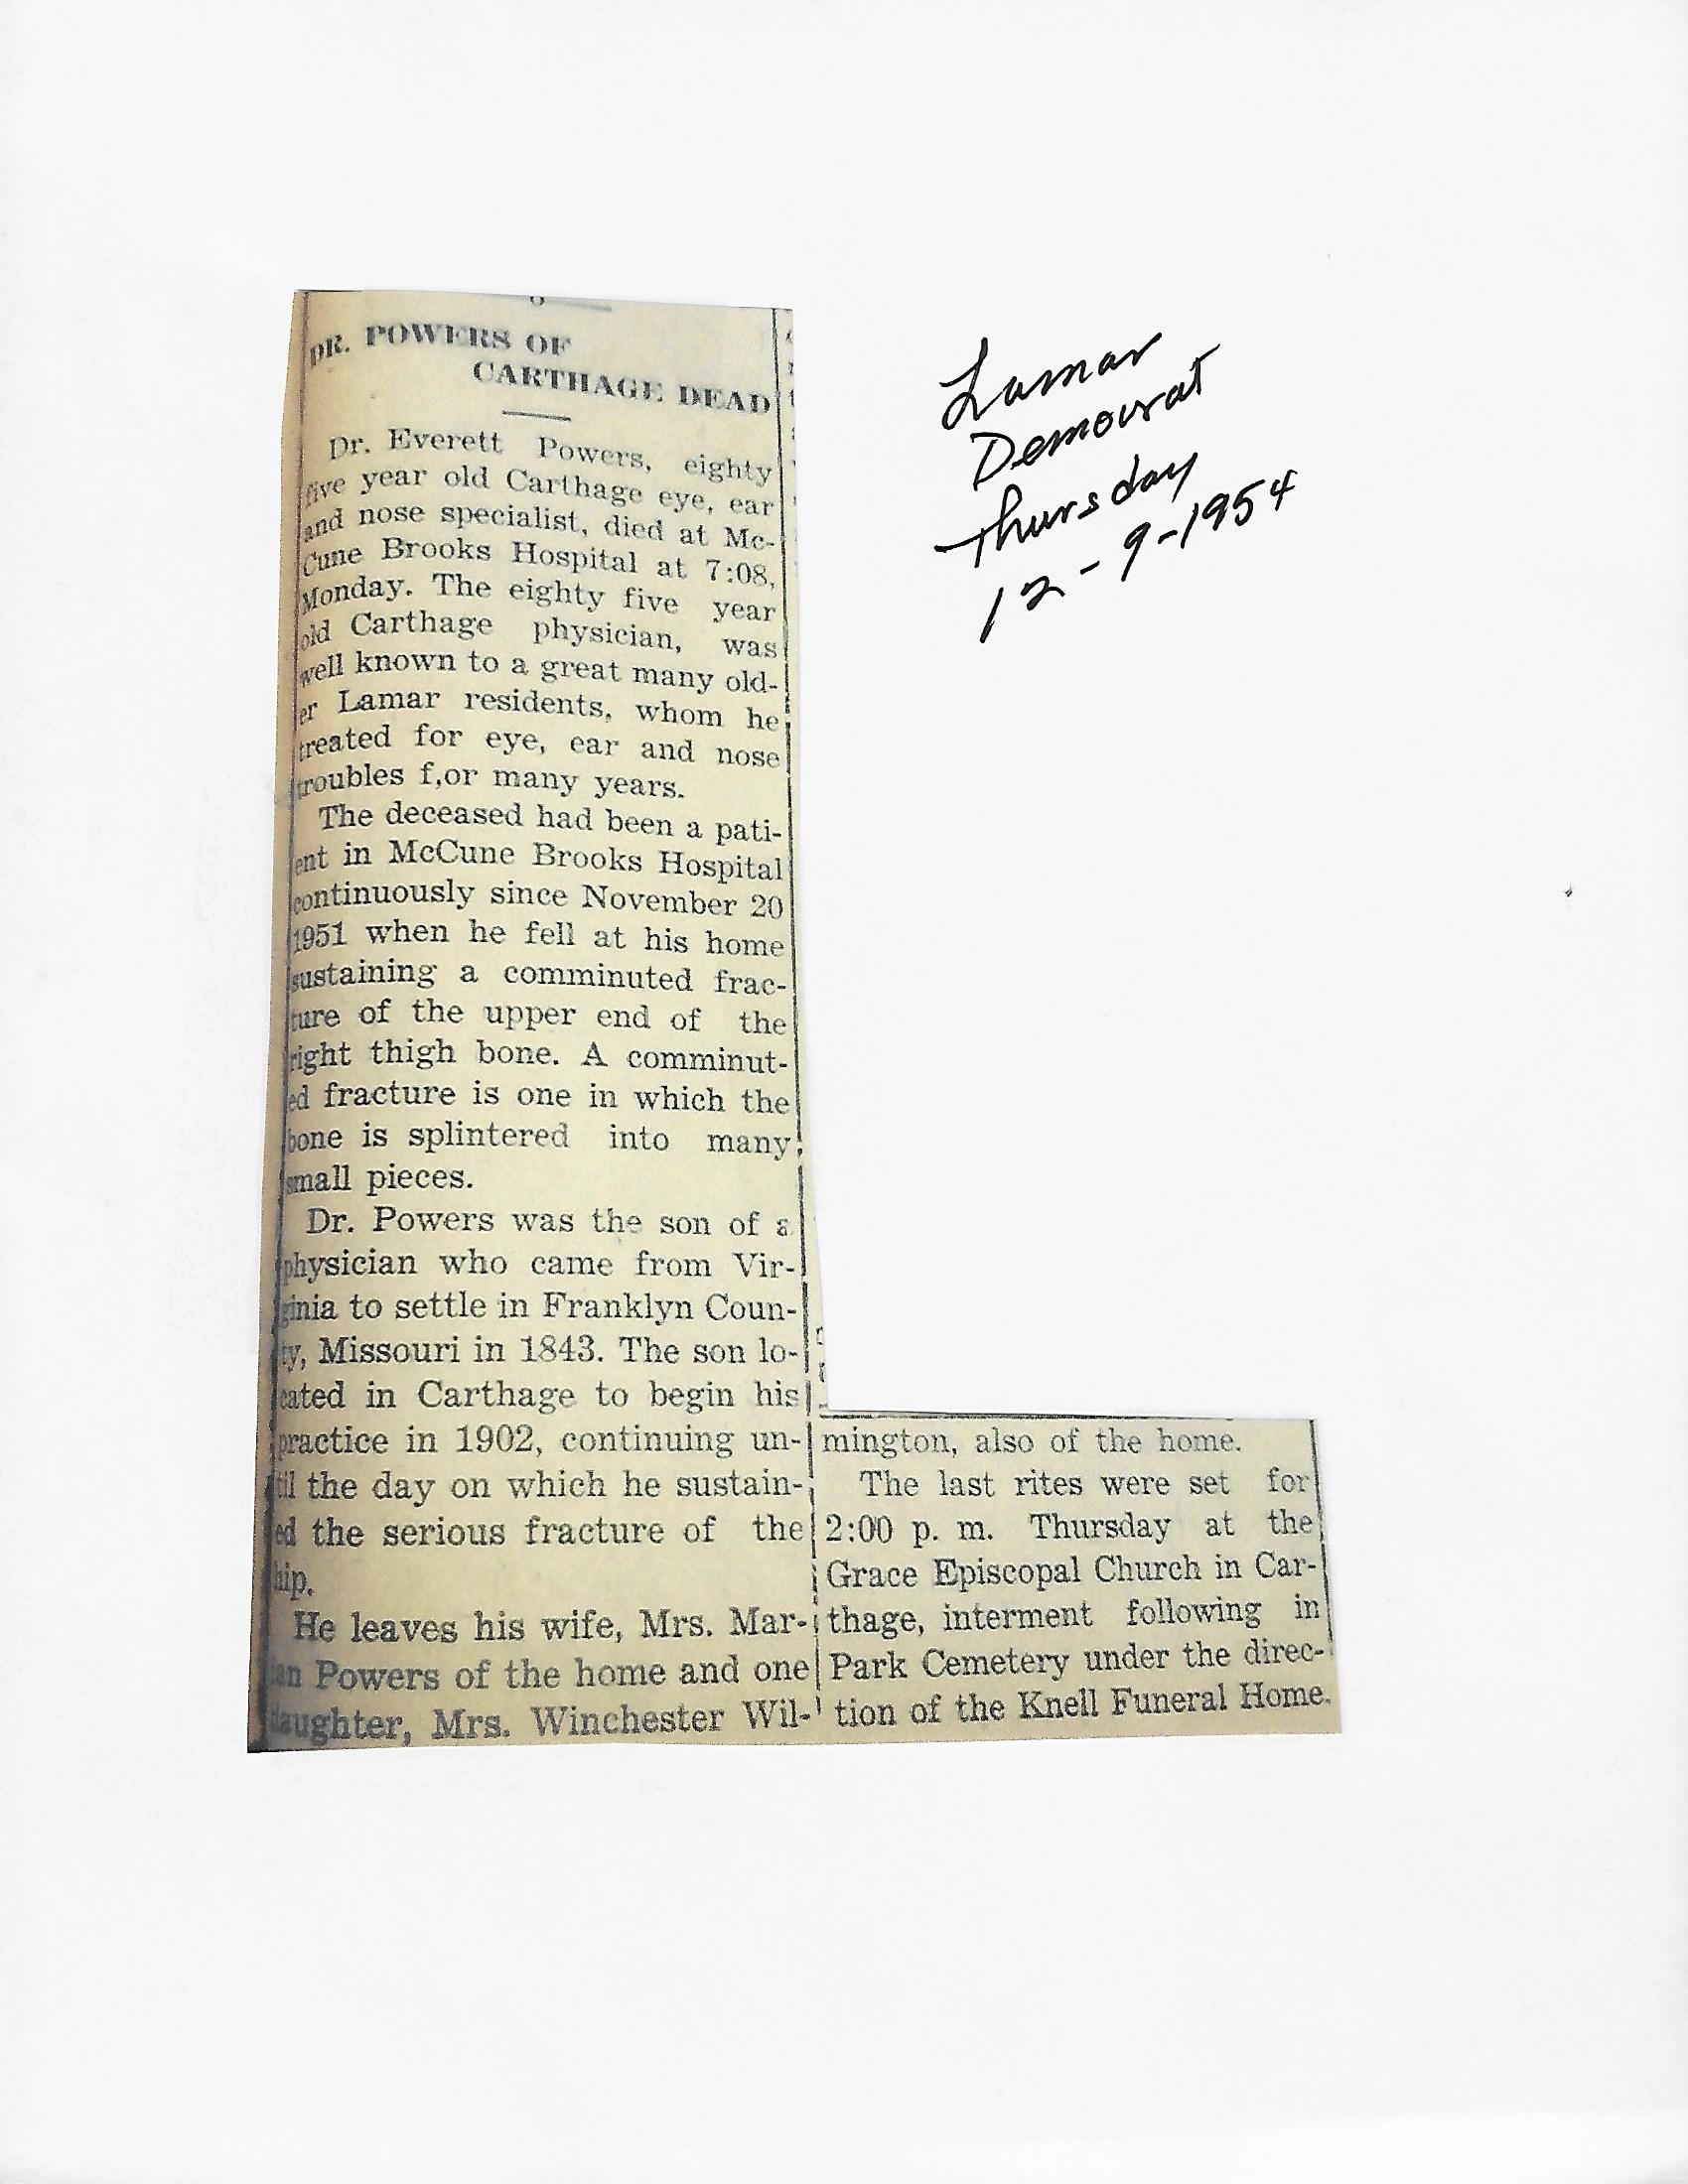 DR. POWERS OF
CARTHAGE DEAD
Dr. Everett Powers, eighty
five year old Carthage eye, ear
and nose specialist, died at Mc-
Cune Brooks Hospital at 7:08,
Monday. The eighty five year
old Carthage physician, was
well known to a great many old-
er Lamar residents, whom he
treated for eye, ear and nose
troubles f,or many years.
The deceased had been a pati-
ent in McCune Brooks Hospital
continuously since November 20
1951 when he fell at his home
sustaining a comminuted frac-
ture of the upper end of the
right thigh bone. A comminut-
ed fracture is one in which the
bone is splintered into many
small pieces.
Dr. Powers was the son of a
physician who came from Vir-
ginia to settle in Franklyn Coun-
ty, Missouri in 1843. The son lo-
cated in Carthage to begin his
practice in 1902, continuing un-
til the day on which he sustain-
ed the serious fracture of the
hip.
He leaves his wife, Mrs. Mar-
ian Powers of the home and one
daughter, Mrs. Winchester Wil-
mington, also of the home.
The last rites were set for
2:00 p. m. Thursday at the
Grace Episcopal Church in Car-
thage, interment following in
Park Cemetery under the direc-
tion of the Knell Funeral Home.
Lamar
Democrat
Thursday
12-9-1954